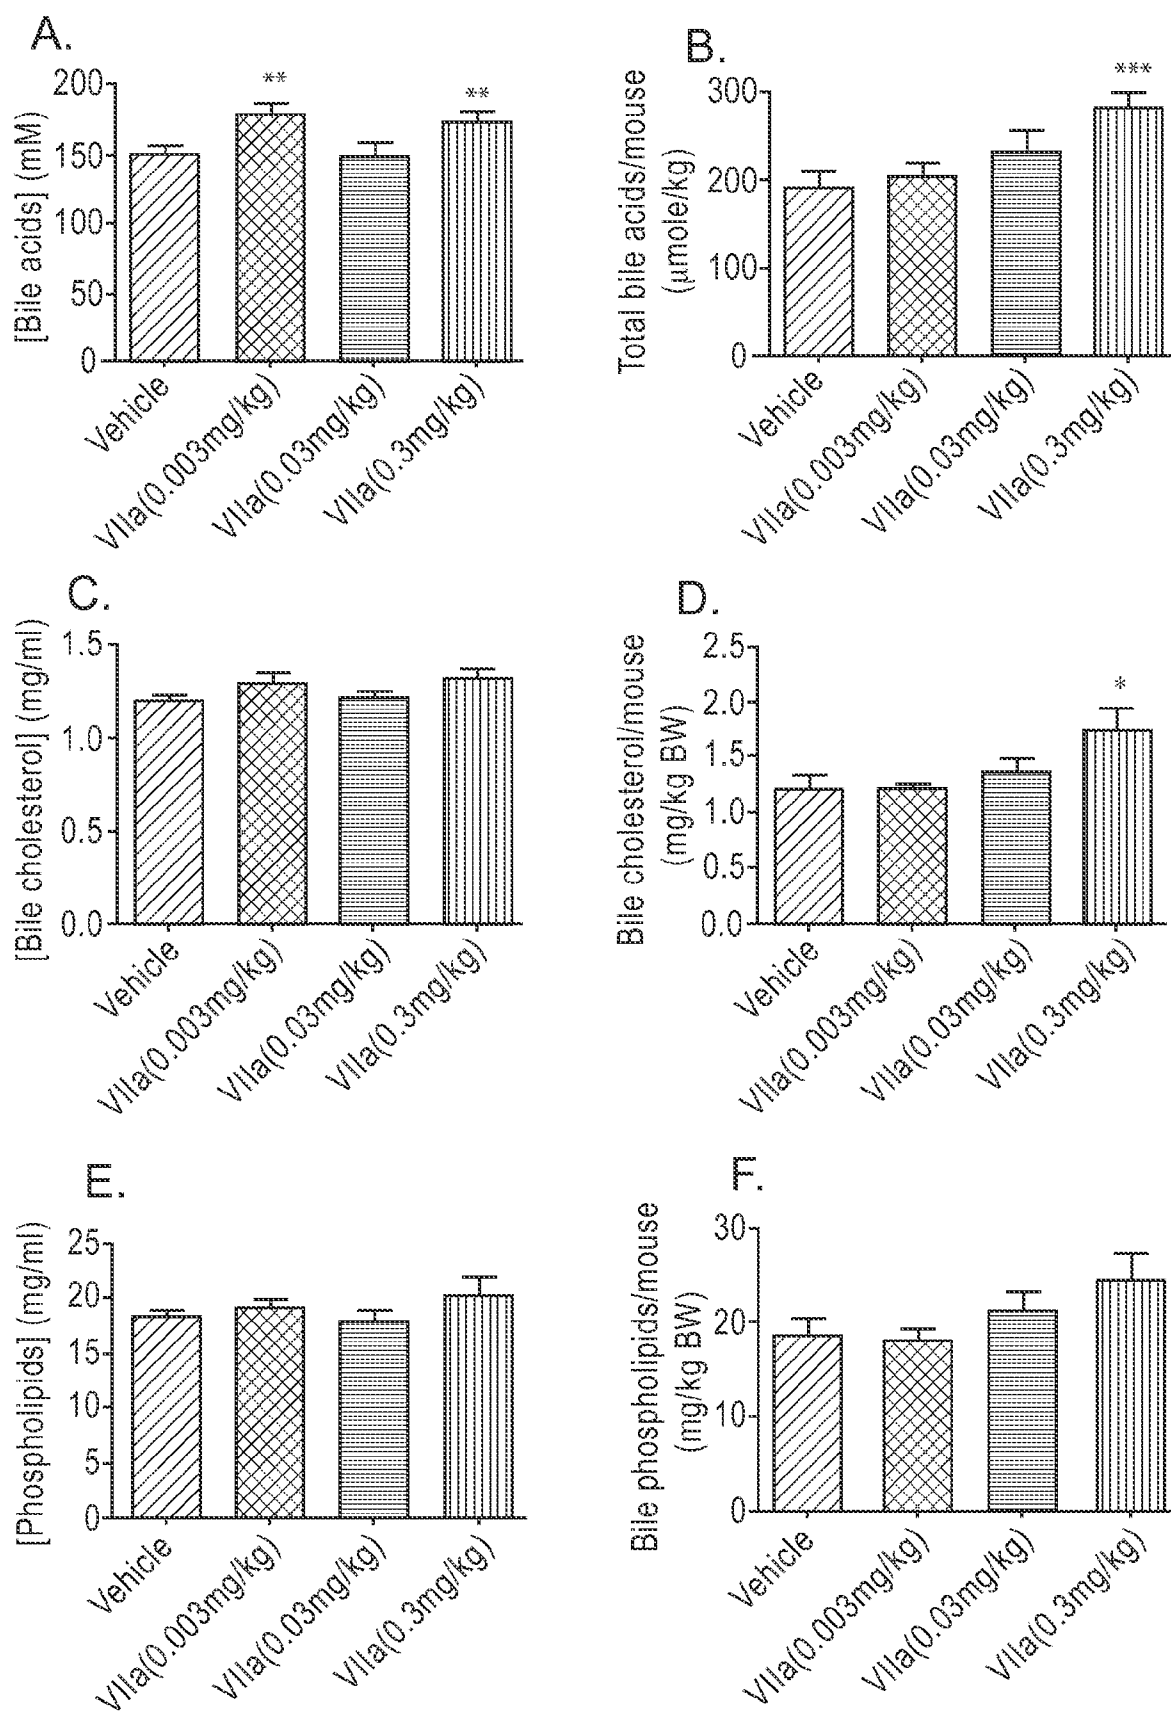 A.
[Bile acids] (mM)
200
150
100
50
0
**
**
Vehicle
VIIa(0.003mg/kg)
VIIa(0.03mg/kg)
VIIa(0.3mg/kg)
B.
Total bile acids/mouse
(μmole/kg)
300
200
100
0
***
Vehicle
VIIa(0.003mg/kg)
VIIa(0.03mg/kg)
VIIa(0.3mg/kg)
C.
[Bile cholesterol] (mg/ml)
1.5
1.0
0.5
0.0
Vehicle
VIIa(0.003mg/kg)
VIIa(0.03mg/kg)
VIIa(0.3mg/kg)
D.
Bile cholesterol/mouse
(mg/kg BW)
2.5
2.0
1.5
1.0
0.5
0.0
*
Vehicle
VIIa(0.003mg/kg)
VIIa(0.03mg/kg)
VIIa(0.3mg/kg)
E.
[Phospholipids] (mg/ml)
25
20
15
10
5
0
Vehicle
VIIa(0.003mg/kg)
VIIa(0.03mg/kg)
VIIa(0.3mg/kg)
F.
Bile phospholipids/mouse
(mg/kg BW)
30
20
10
0
Vehicle
VIIa(0.003mg/kg)
VIIa(0.03mg/kg)
VIIa(0.3mg/kg)